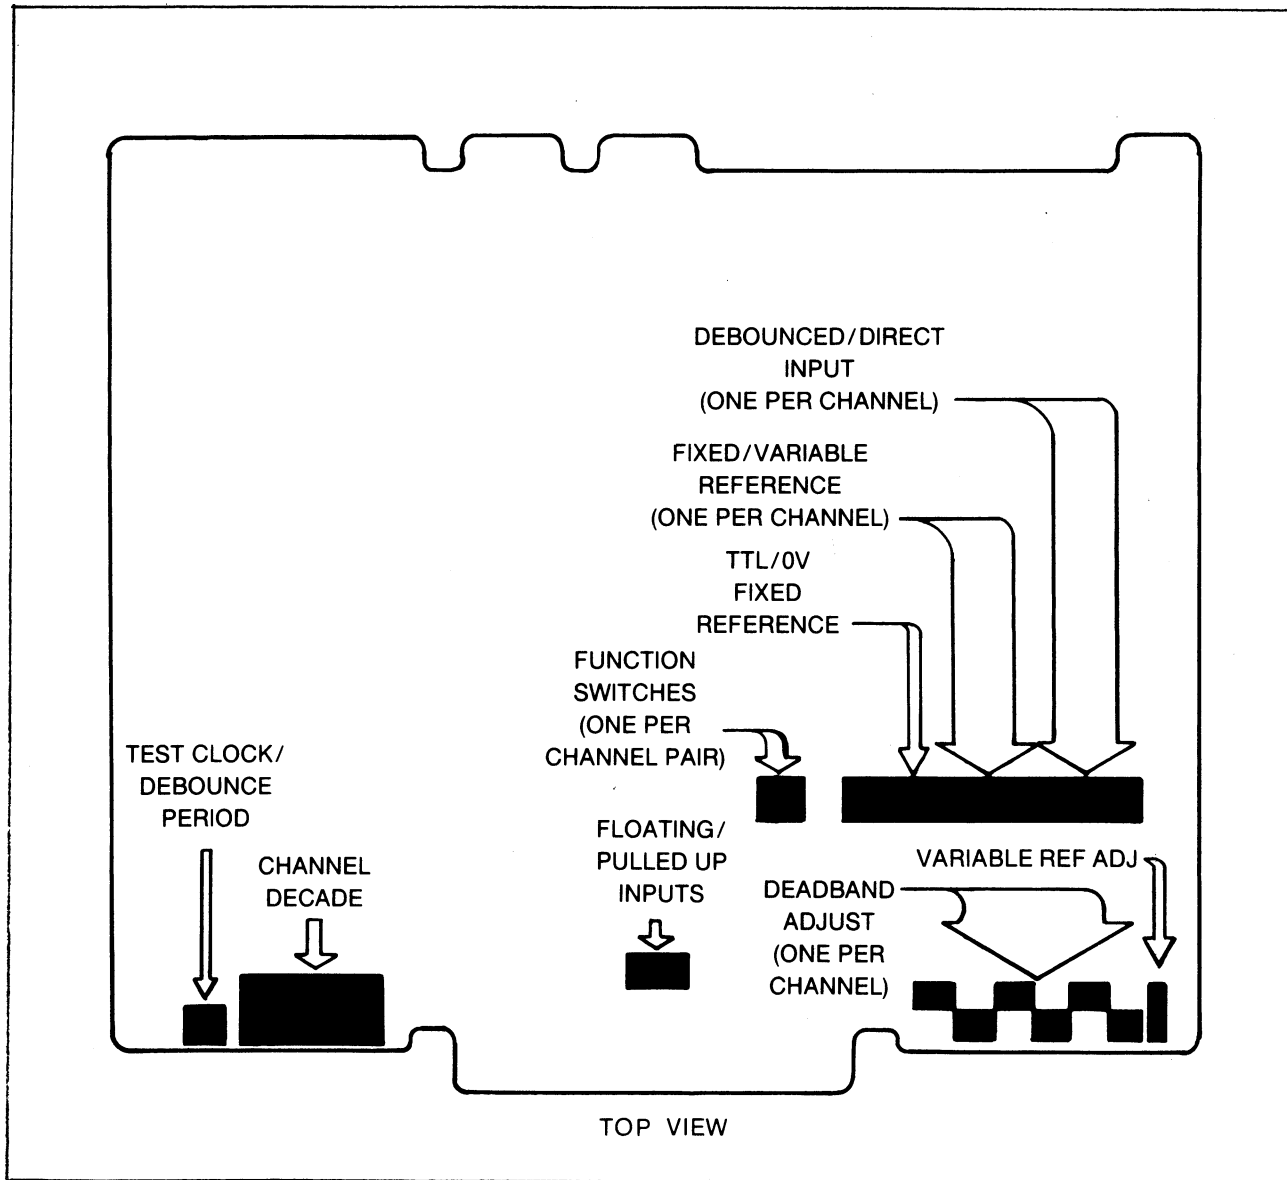 DEBOUNCED/DIRECT
INPUT
(ONE PER CHANNEL)
FIXED/VARIABLE
REFERENCE
(ONE PER CHANNEL)
TTL/0V
FIXED
REFERENCE
FUNCTION
SWITCHES
(ONE PER
CHANNEL PAIR)
TEST CLOCK/
DEBOUNCE
PERIOD
CHANNEL
DECADE
FLOATING/
PULLED UP
INPUTS
VARIABLE REF ADJ
DEADBAND
ADJUST
(ONE PER
CHANNEL)
TOP VIEW